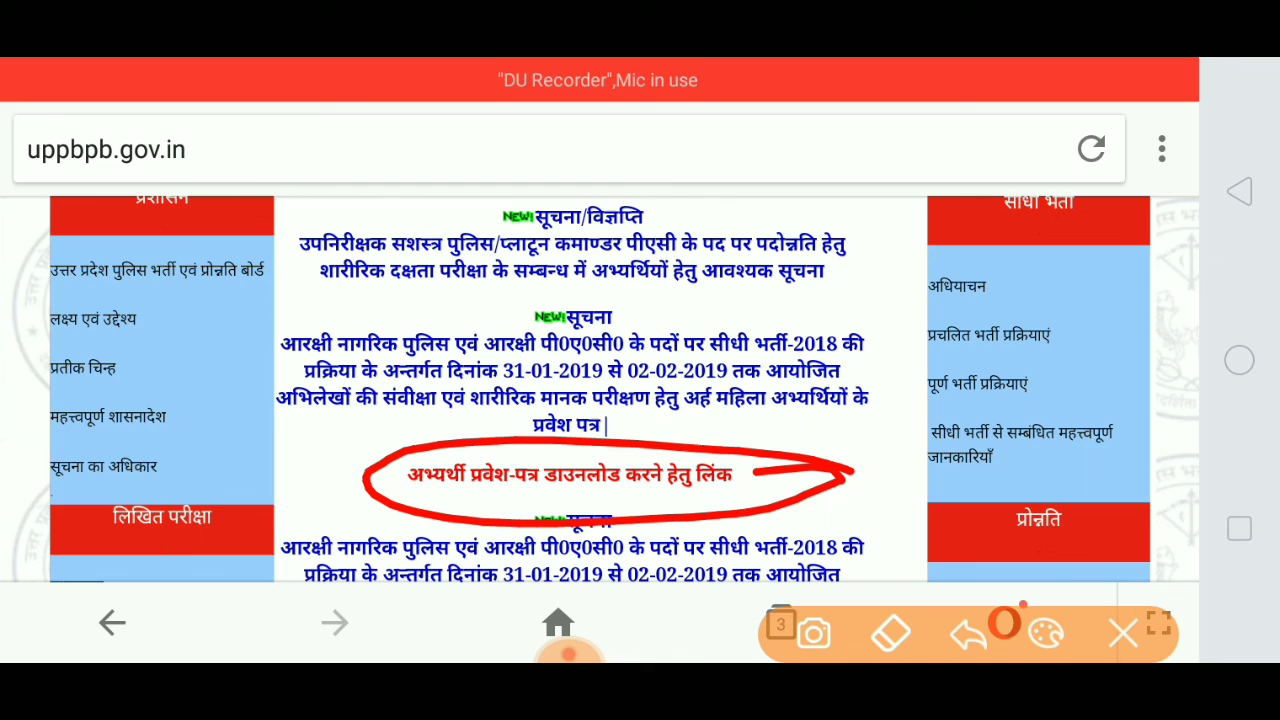 "DU Recorder",Mic in use
uppbpb.gov.in
प्रशासन
उत्तर प्रदेश पुलिस भर्ती एवं प्रोन्नति बोर्ड
लक्ष्य एवं उद्देश्य
प्रतीक चिन्ह
महत्त्वपूर्ण शासनादेश
सूचना का अधिकार
लिखित परीक्षा
NEW! सूचना/विज्ञप्ति
उपनिरीक्षक सशस्त्र पुलिस/प्लाटून कमाण्डर पीएसी के पद पर पदोन्नति हेतु
शारीरिक दक्षता परीक्षा के सम्बन्ध में अभ्यर्थियों हेतु आवश्यक सूचना
NEW! सूचना
आरक्षी नागरिक पुलिस एवं आरक्षी पी0ए0सी0 के पदों पर सीधी भर्ती-2018 की
प्रक्रिया के अन्तर्गत दिनांक 31-01-2019 से 02-02-2019 तक आयोजित
अभिलेखों की संवीक्षा एवं शारीरिक मानक परीक्षण हेतु अर्ह महिला अभ्यर्थियों के
प्रवेश पत्र|
अभ्यर्थी प्रवेश-पत्र डाउनलोड करने हेतु लिंक
NEW! सूचना
आरक्षी नागरिक पुलिस एवं आरक्षी पी0ए0सी0 के पदों पर सीधी भर्ती-2018 की
प्रक्रिया के अन्तर्गत दिनांक 31-01-2019 से 02-02-2019 तक आयोजित
सीधी भर्ती
अधियाचन
प्रचलित भर्ती प्रक्रियाएं
पूर्ण भर्ती प्रक्रियाएं
सीधी भर्ती से सम्बंधित महत्त्वपूर्ण
जानकारियाँ
प्रोन्नति
3